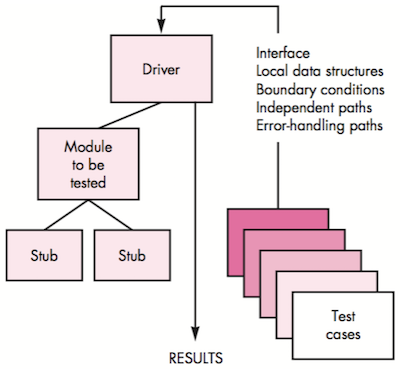 Driver
Interface
Local data structures
Boundary conditions
Independent paths
Error-handling paths
Module
to be
tested
Stub
Stub
Test
cases
RESULTS